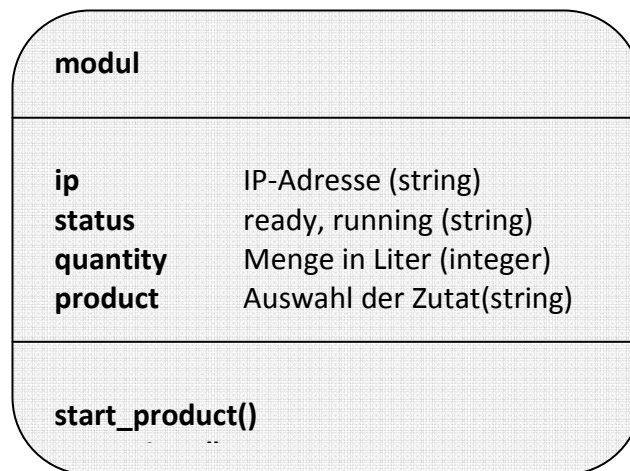 modul
ip IP-Adresse (string)
status ready, running (string)
quantity Menge in Liter (integer)
product Auswahl der Zutat(string)
start_product()